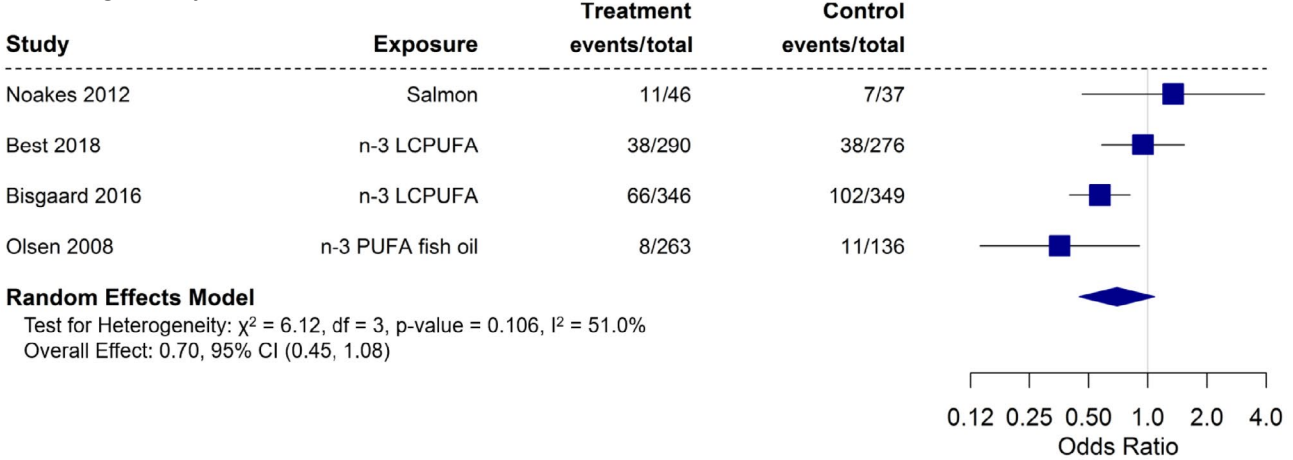 Treatment Control
Study Exposure events/total events/total
Noakes 2012 Salmon 11/46 7/37
Best 2018 n-3 LCPUFA 38/290 38/276
Bisgaard 2016 n-3 LCPUFA 66/346 102/349
Olsen 2008 n-3 PUFA fish oil 8/263 11/136
Random Effects Model
Test for Heterogeneity: χ² = 6.12, df = 3, p-value = 0.106, I² = 51.0%
Overall Effect: 0.70, 95% CI (0.45, 1.08)
0.12 0.25 0.50 1.0 2.0 4.0
Odds Ratio